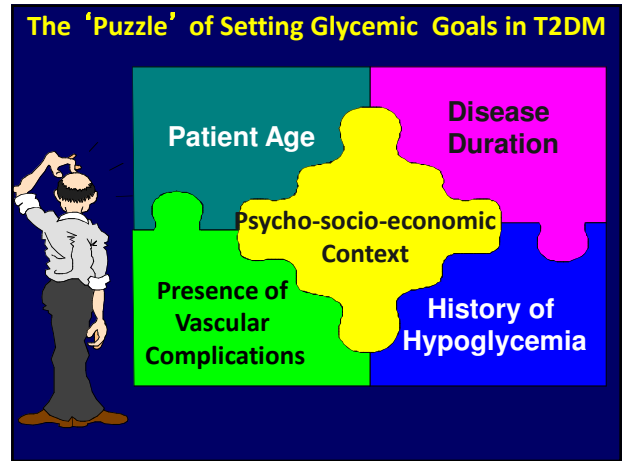 The ‘Puzzle’ of Setting Glycemic Goals in T2DM
Patient Age
Disease
Duration
Psycho-socio-economic
Context
Presence of
Vascular
Complications
History of
Hypoglycemia